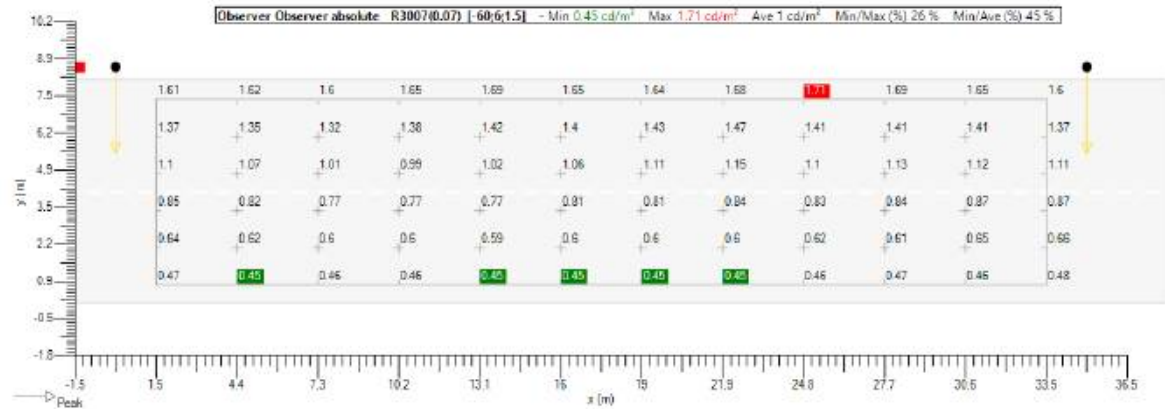 Observer Observer absolute R3007(0.07) [-60;6;1.5] - Min 0.45 cd/m² Max 1.71 cd/m² Ave 1 cd/m² Min/Max (%) 26 % Min/Ave (%) 45 %
10.2
8.9
7.5 1.61 1.62 1.6 1.65 1.69 1.65 1.64 1.68 1.71 1.69 1.65 1.6
6.2 1.37 1.35 1.32 1.38 1.42 1.4 1.43 1.47 1.41 1.41 1.41 1.37
4.9 1.1 1.07 1.01 0.99 1.02 1.06 1.11 1.15 1.1 1.13 1.12 1.11
y [m]
3.5 0.85 0.82 0.77 0.77 0.77 0.81 0.81 0.84 0.83 0.84 0.87 0.87
2.2 0.64 0.62 0.6 0.6 0.59 0.6 0.6 0.6 0.62 0.61 0.65 0.66
0.9 0.47 0.45 0.46 0.46 0.45 0.45 0.45 0.45 0.46 0.47 0.46 0.48
-0.5
-1.8
-1.5 1.5 4.4 7.3 10.2 13.1 16 19 21.9 24.8 27.7 30.6 33.5 36.5
x [m]
Peak